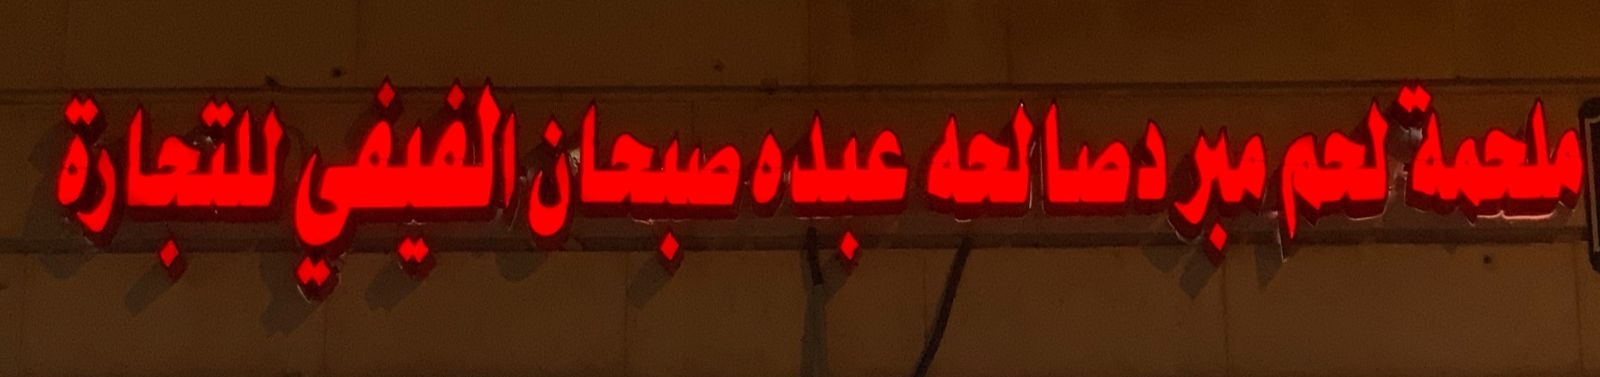 ملحمة لحم مبرد صالحه عبده صبحان الفيفي للتجارة